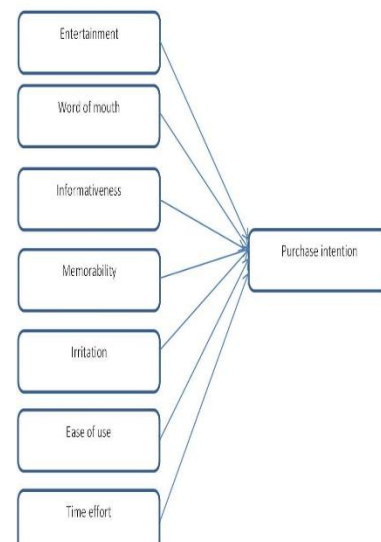 Entertainment
Word of mouth
Informativeness
Memorability
Irritation
Ease of use
Time effort
Purchase intention